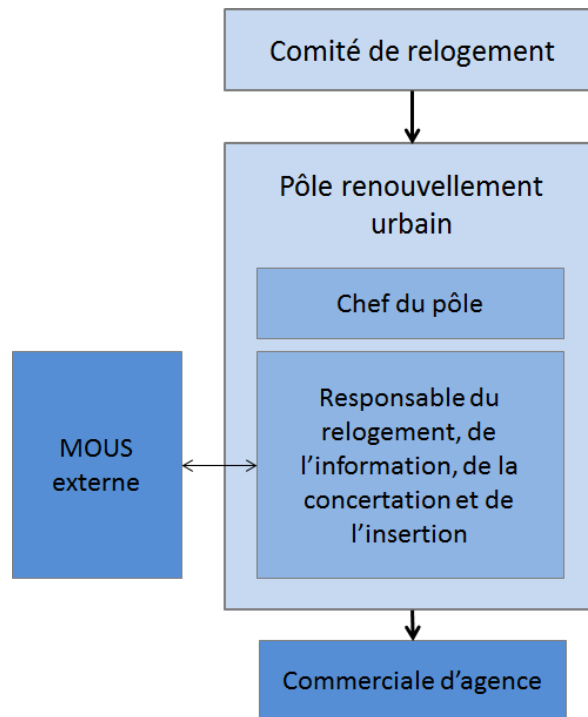 Comité de relogement
Pôle renouvellement
urbain
Chef du pôle
MOUS
externe
Responsable du
relogement, de
l'information, de la
concertation et de
l'insertion
Commerciale d'agence